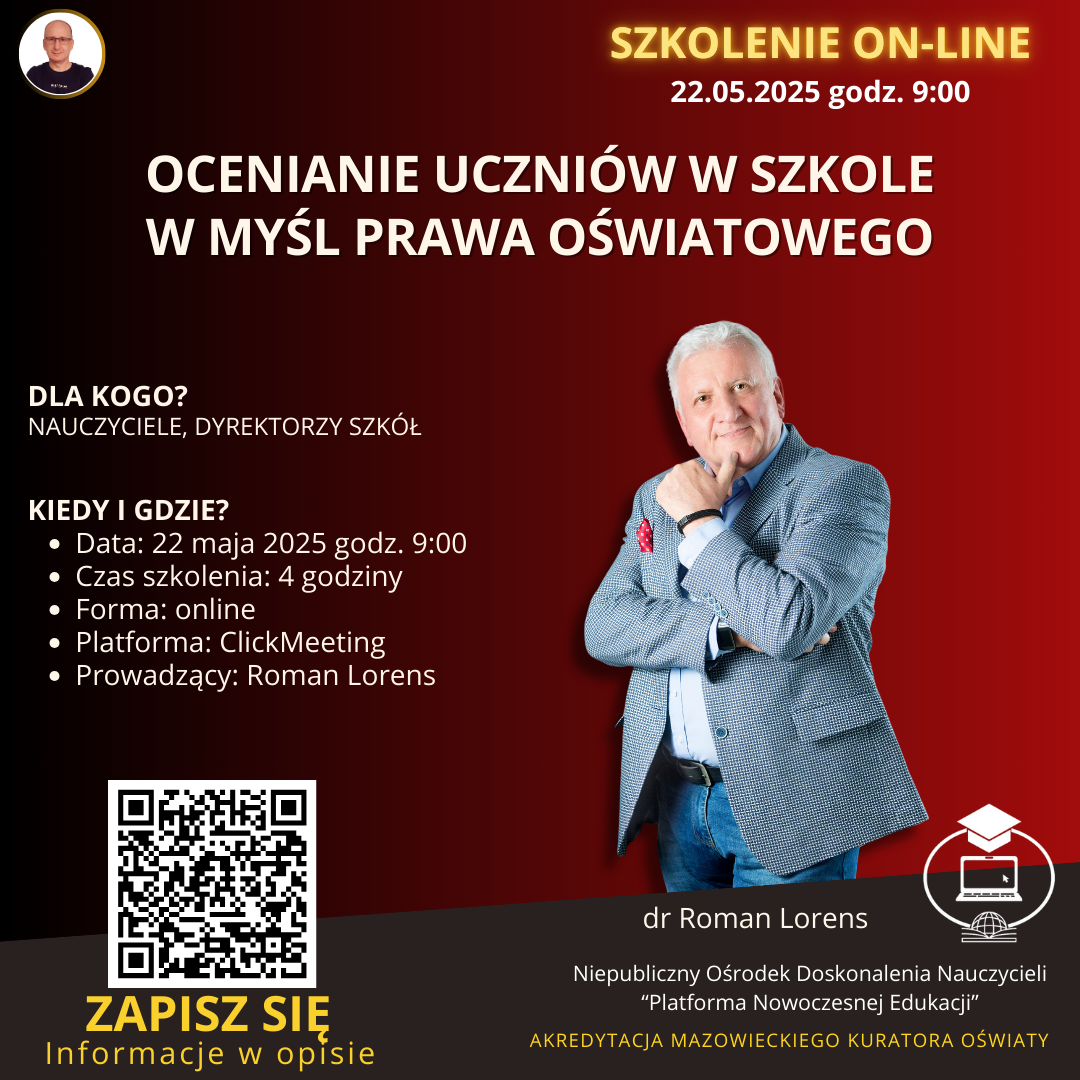 SZKOLENIE ON-LINE
22.05.2025 godz. 9:00
OCENIANIE UCZNIÓW W SZKOLE
W MYŚL PRAWA OŚWIATOWEGO
DLA KOGO?
NAUCZYCIELE, DYREKTORZY SZKÓŁ
KIEDY I GDZIE?
Data: 22 maja 2025 godz. 9:00
Czas szkolenia: 4 godziny
Forma: online
Platforma: ClickMeeting
Prowadzący: Roman Lorens
ZAPISZ SIĘ
Informacje w opisie
dr Roman Lorens
Niepubliczny Ośrodek Doskonalenia Nauczycieli
“Platforma Nowoczesnej Edukacji”
AKREDYTACJA MAZOWIECKIEGO KURATORA OŚWIATY